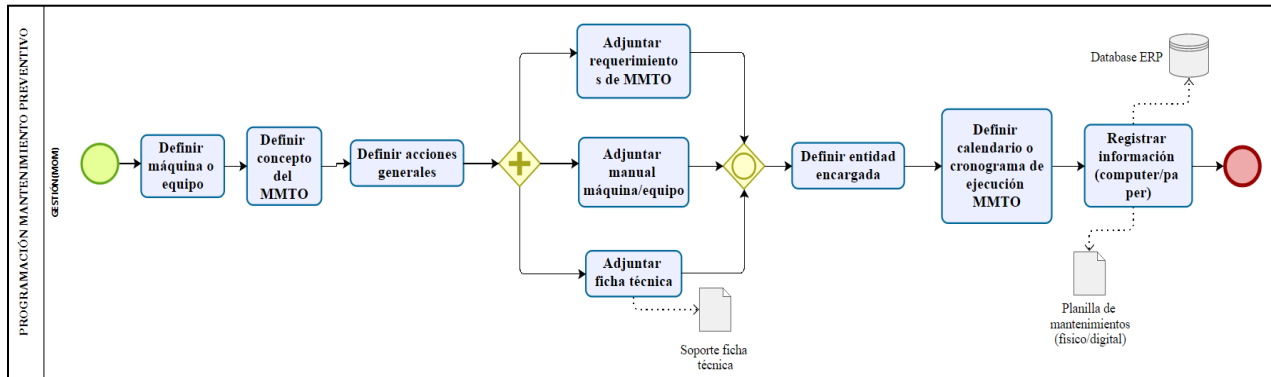 PROGRAMACIÓN MANTENIMIENTO PREVENTIVO
GESTIÓN(MOM)
Definir
máquina o
equipo
Definir
concepto
del
MMTO
Definir acciones
generales
Adjuntar
requerimiento
s de MMTO
Adjuntar
manual
máquina/equipo
Adjuntar
ficha técnica
Soporte ficha
técnica
Definir entidad
encargada
Definir
calendario o
cronograma de
ejecución
MMTO
Database ERP
Registrar
información
(computer/pa
per)
Planilla de
mantenimientos
(fisico/digital)